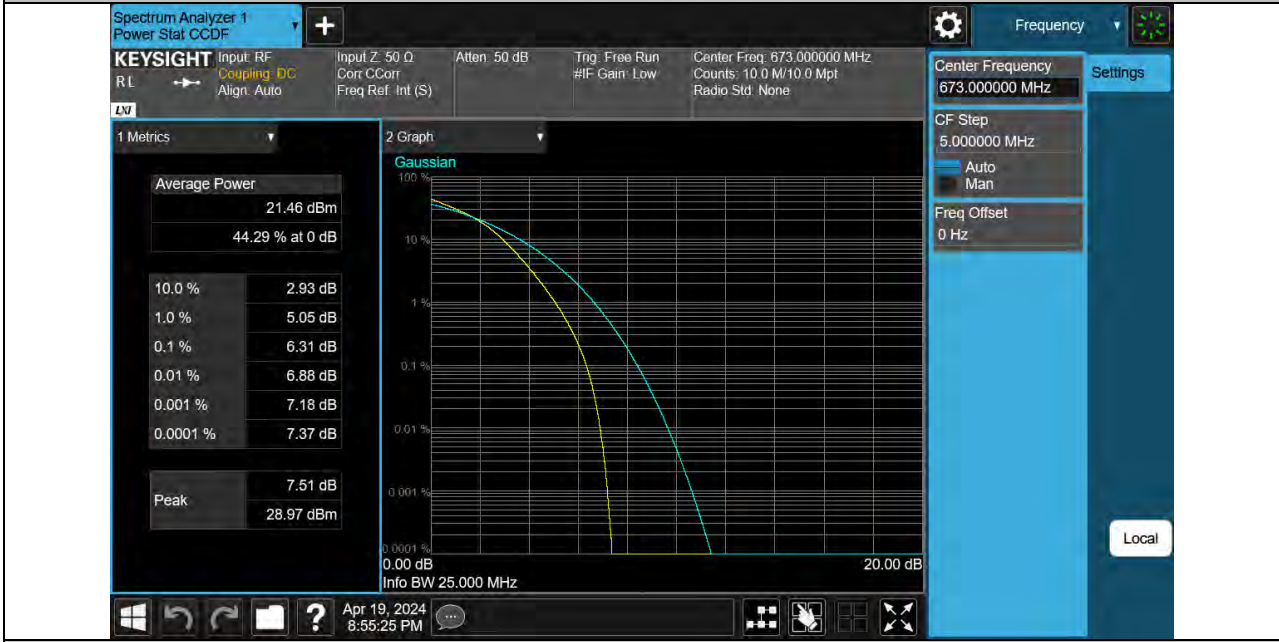 Spectrum Analyzer 1
Power Stat CCDF
Frequency
KEYSIGHT
R L
LXI
Input: RF
Coupling: DC
Align: Auto
Input Z: 50 Ω
Corr CCorr
Freq Ref: Int (S)
Atten: 50 dB
Trig: Free Run
#IF Gain: Low
Center Freq: 673.000000 MHz
Counts: 10.0 M/10.0 Mpt
Radio Std: None
Center Frequency
673.000000 MHz
Settings
CF Step
5.000000 MHz
Auto
Man
Freq Offset
0 Hz
Local
1 Metrics
Average Power
21.46 dBm
44.29 % at 0 dB
10.0 % 2.93 dB
1.0 % 5.05 dB
0.1 % 6.31 dB
0.01 % 6.88 dB
0.001 % 7.18 dB
0.0001 % 7.37 dB
Peak
7.51 dB
28.97 dBm
2 Graph
Gaussian
100 %
10 %
1 %
0.1 %
0.01 %
0.001 %
0.0001 %
0.00 dB
20.00 dB
Info BW 25.000 MHz
?
Apr 19, 2024
8:55:25 PM